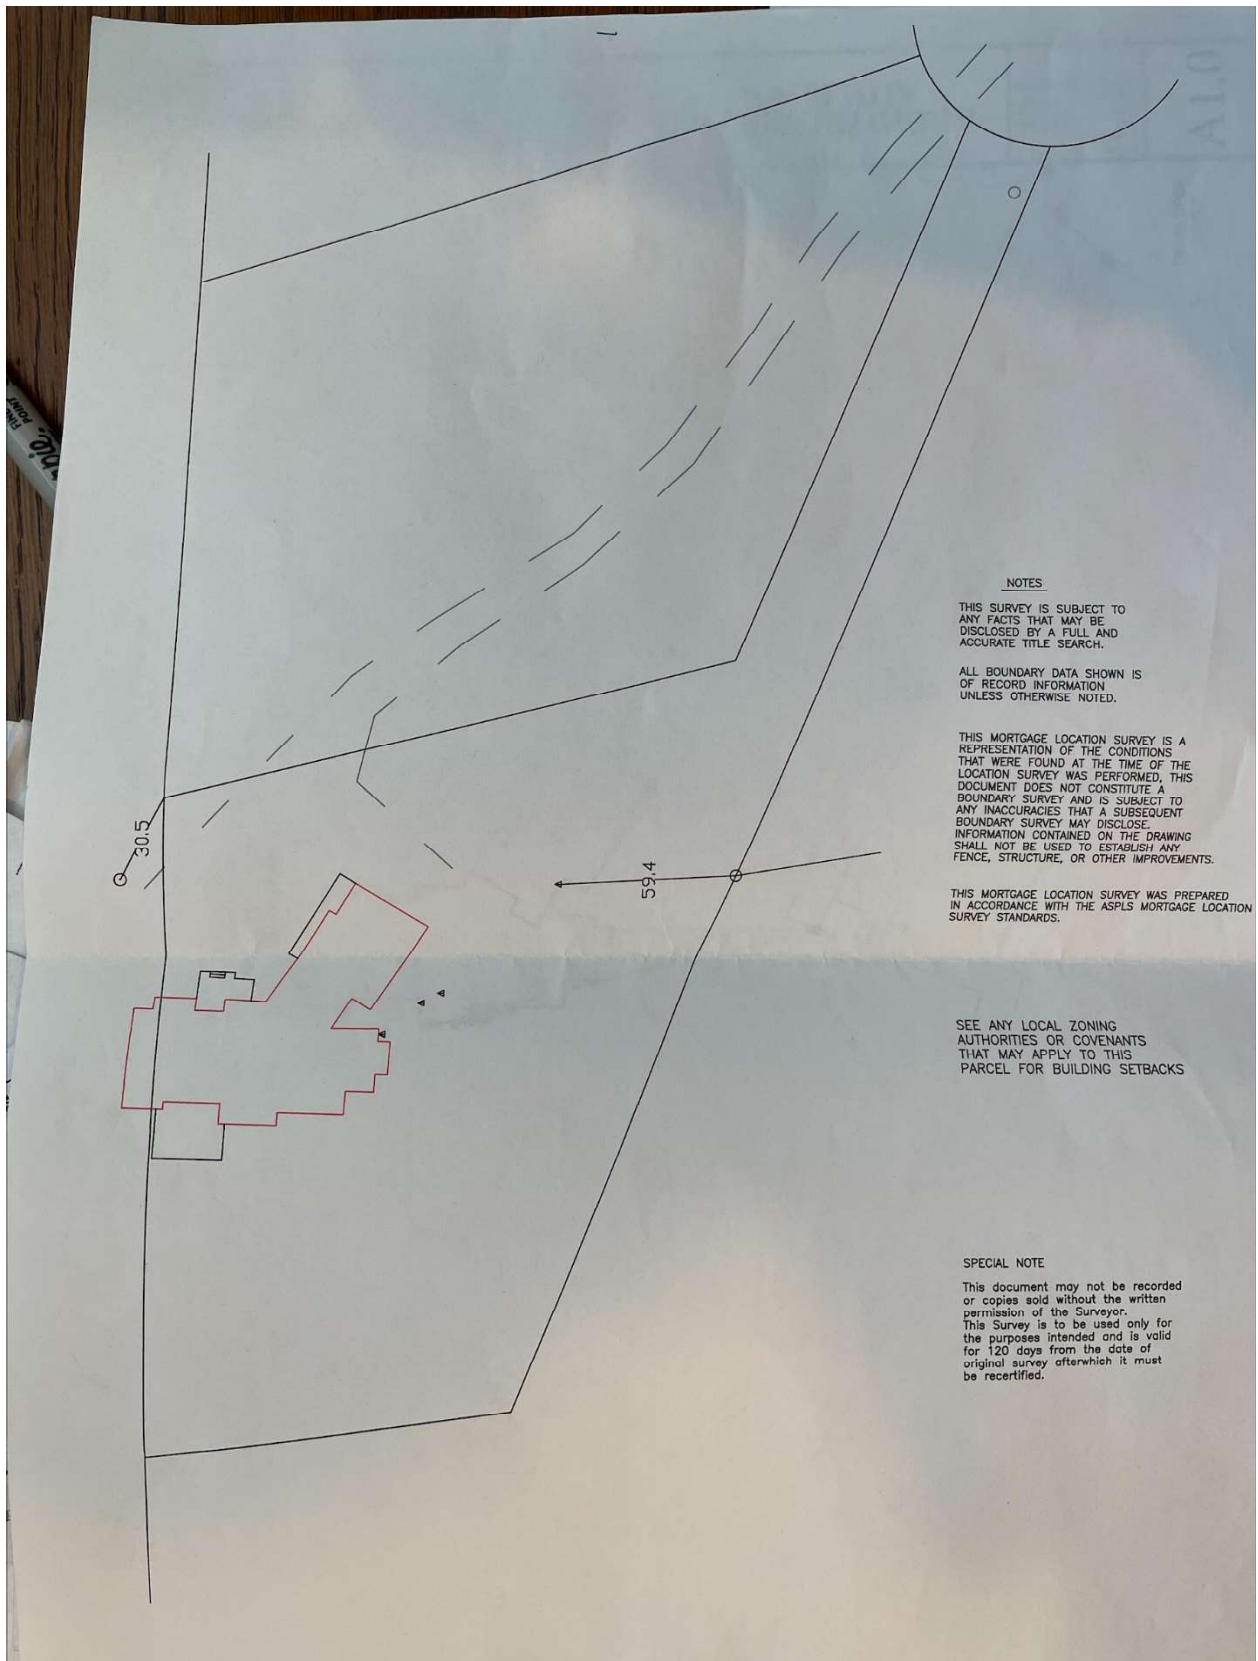 A1.0
FINE
POINT
30.5
59.4
NOTES
THIS SURVEY IS SUBJECT TO
ANY FACTS THAT MAY BE
DISCLOSED BY A FULL AND
ACCURATE TITLE SEARCH.
ALL BOUNDARY DATA SHOWN IS
OF RECORD INFORMATION
UNLESS OTHERWISE NOTED.
THIS MORTGAGE LOCATION SURVEY IS A
REPRESENTATION OF THE CONDITIONS
THAT WERE FOUND AT THE TIME OF THE
LOCATION SURVEY WAS PERFORMED, THIS
DOCUMENT DOES NOT CONSTITUTE A
BOUNDARY SURVEY AND IS SUBJECT TO
ANY INACCURACIES THAT A SUBSEQUENT
BOUNDARY SURVEY MAY DISCLOSE.
INFORMATION CONTAINED ON THE DRAWING
SHALL NOT BE USED TO ESTABLISH ANY
FENCE, STRUCTURE, OR OTHER IMPROVEMENTS.
THIS MORTGAGE LOCATION SURVEY WAS PREPARED
IN ACCORDANCE WITH THE ASPLS MORTGAGE LOCATION
SURVEY STANDARDS.
SEE ANY LOCAL ZONING
AUTHORITIES OR COVENANTS
THAT MAY APPLY TO THIS
PARCEL FOR BUILDING SETBACKS
SPECIAL NOTE
This document may not be recorded
or copies sold without the written
permission of the Surveyor.
This Survey is to be used only for
the purposes intended and is valid
for 120 days from the date of
original survey afterwhich it must
be recertified.